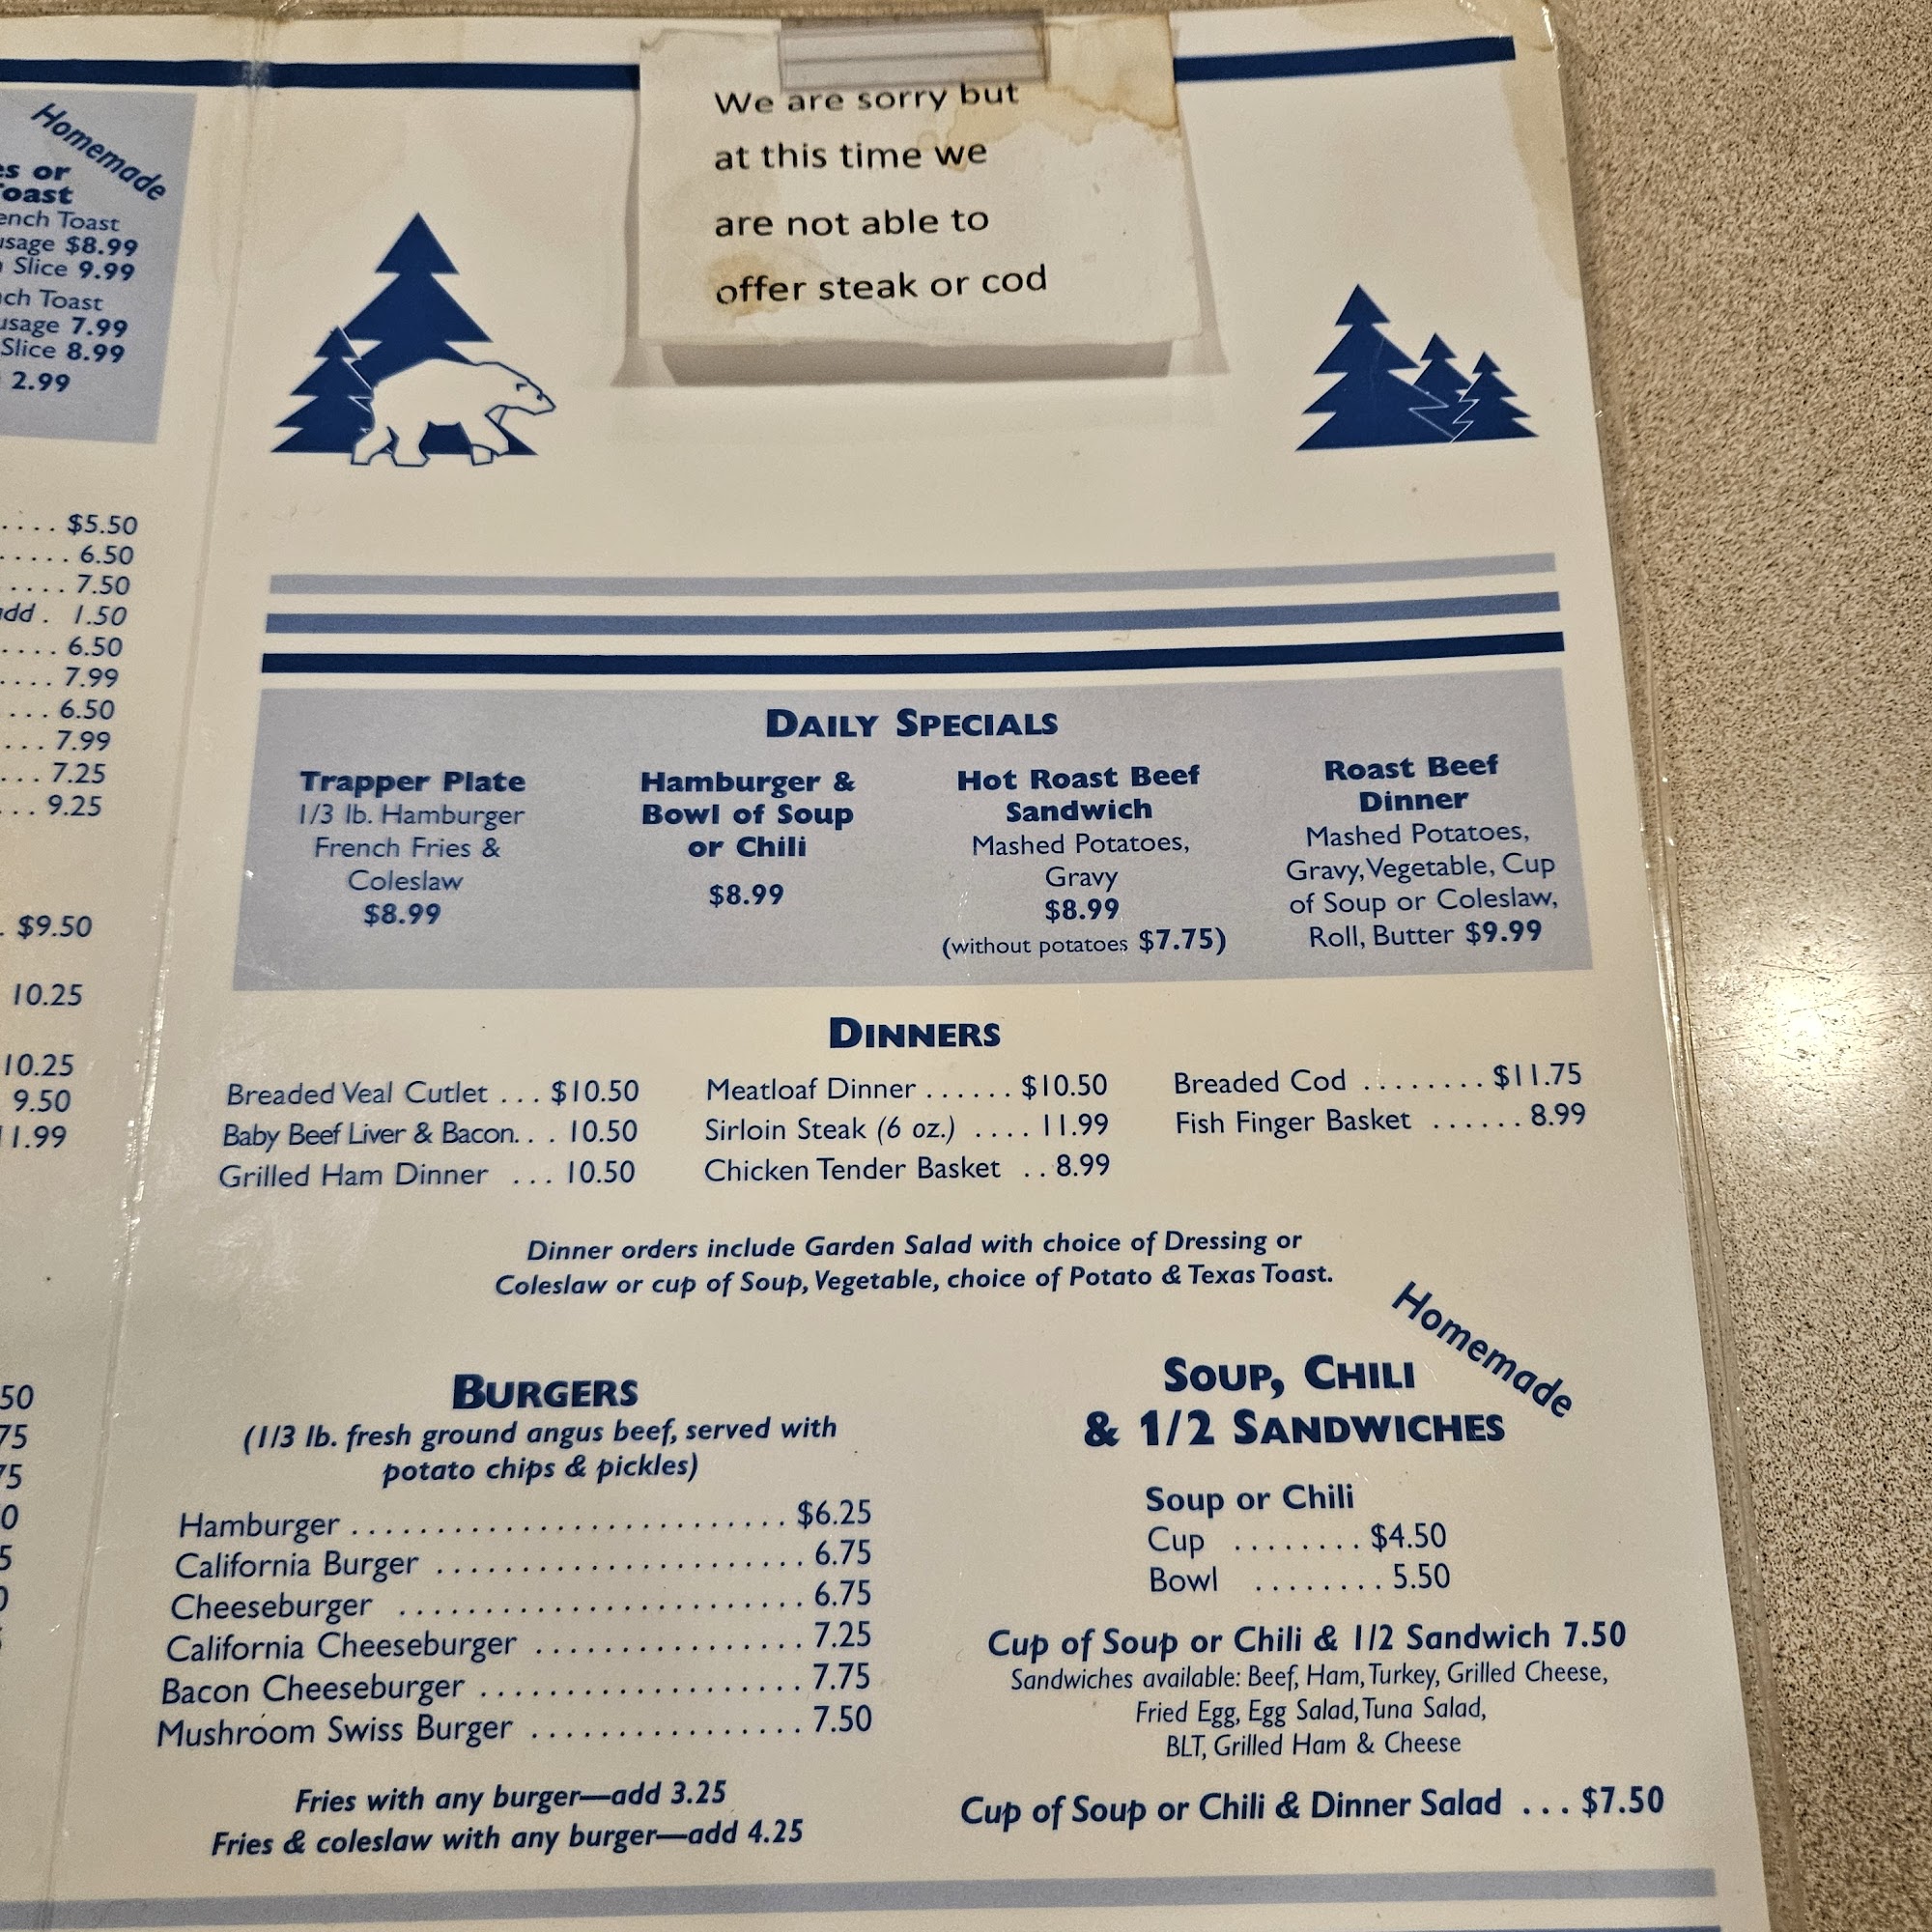 We are sorry but
at this time we
are not able to
offer steak or cod
Homemade
or
French Toast
$8.99
Slice 9.99
Toast
7.99
Slice 8.99
2.99
.... $5.50
..... 6.50
.... 7.50
add . 1.50
.... 6.50
.... 7.99
... 6.50
... 7.99
... 7.25
... 9.25
. $9.50
10.25
10.25
9.50
11.99
DAILY SPECIALS
Trapper Plate
1/3 lb. Hamburger
French Fries &
Coleslaw
$8.99
Hamburger &
Bowl of Soup
or Chili
$8.99
Hot Roast Beef
Sandwich
Mashed Potatoes,
Gravy
$8.99
(without potatoes $7.75)
Roast Beef
Dinner
Mashed Potatoes,
Gravy, Vegetable, Cup
of Soup or Coleslaw,
Roll, Butter $9.99
DINNERS
Breaded Veal Cutlet ... $10.50
Baby Beef Liver & Bacon. . . 10.50
Grilled Ham Dinner ... 10.50
Meatloaf Dinner ...... $10.50
Sirloin Steak (6 oz.) .... 11.99
Chicken Tender Basket .. 8.99
Breaded Cod ........ $11.75
Fish Finger Basket ...... 8.99
Dinner orders include Garden Salad with choice of Dressing or
Coleslaw or cup of Soup, Vegetable, choice of Potato & Texas Toast.
BURGERS
(1/3 lb. fresh ground angus beef, served with
potato chips & pickles)
Hamburger .......................... $6.25
California Burger ...................... 6.75
Cheeseburger ........................ 6.75
California Cheeseburger ................ 7.25
Bacon Cheeseburger ................... 7.75
Mushroom Swiss Burger ................ 7.50
Fries with any burger—add 3.25
Fries & coleslaw with any burger—add 4.25
Homemade
SOUP, CHILI
& 1/2 SANDWICHES
Soup or Chili
Cup ........ $4.50
Bowl ........ 5.50
Cup of Soup or Chili & 1/2 Sandwich 7.50
Sandwiches available: Beef, Ham, Turkey, Grilled Cheese,
Fried Egg, Egg Salad, Tuna Salad,
BLT, Grilled Ham & Cheese
Cup of Soup or Chili & Dinner Salad ... $7.50